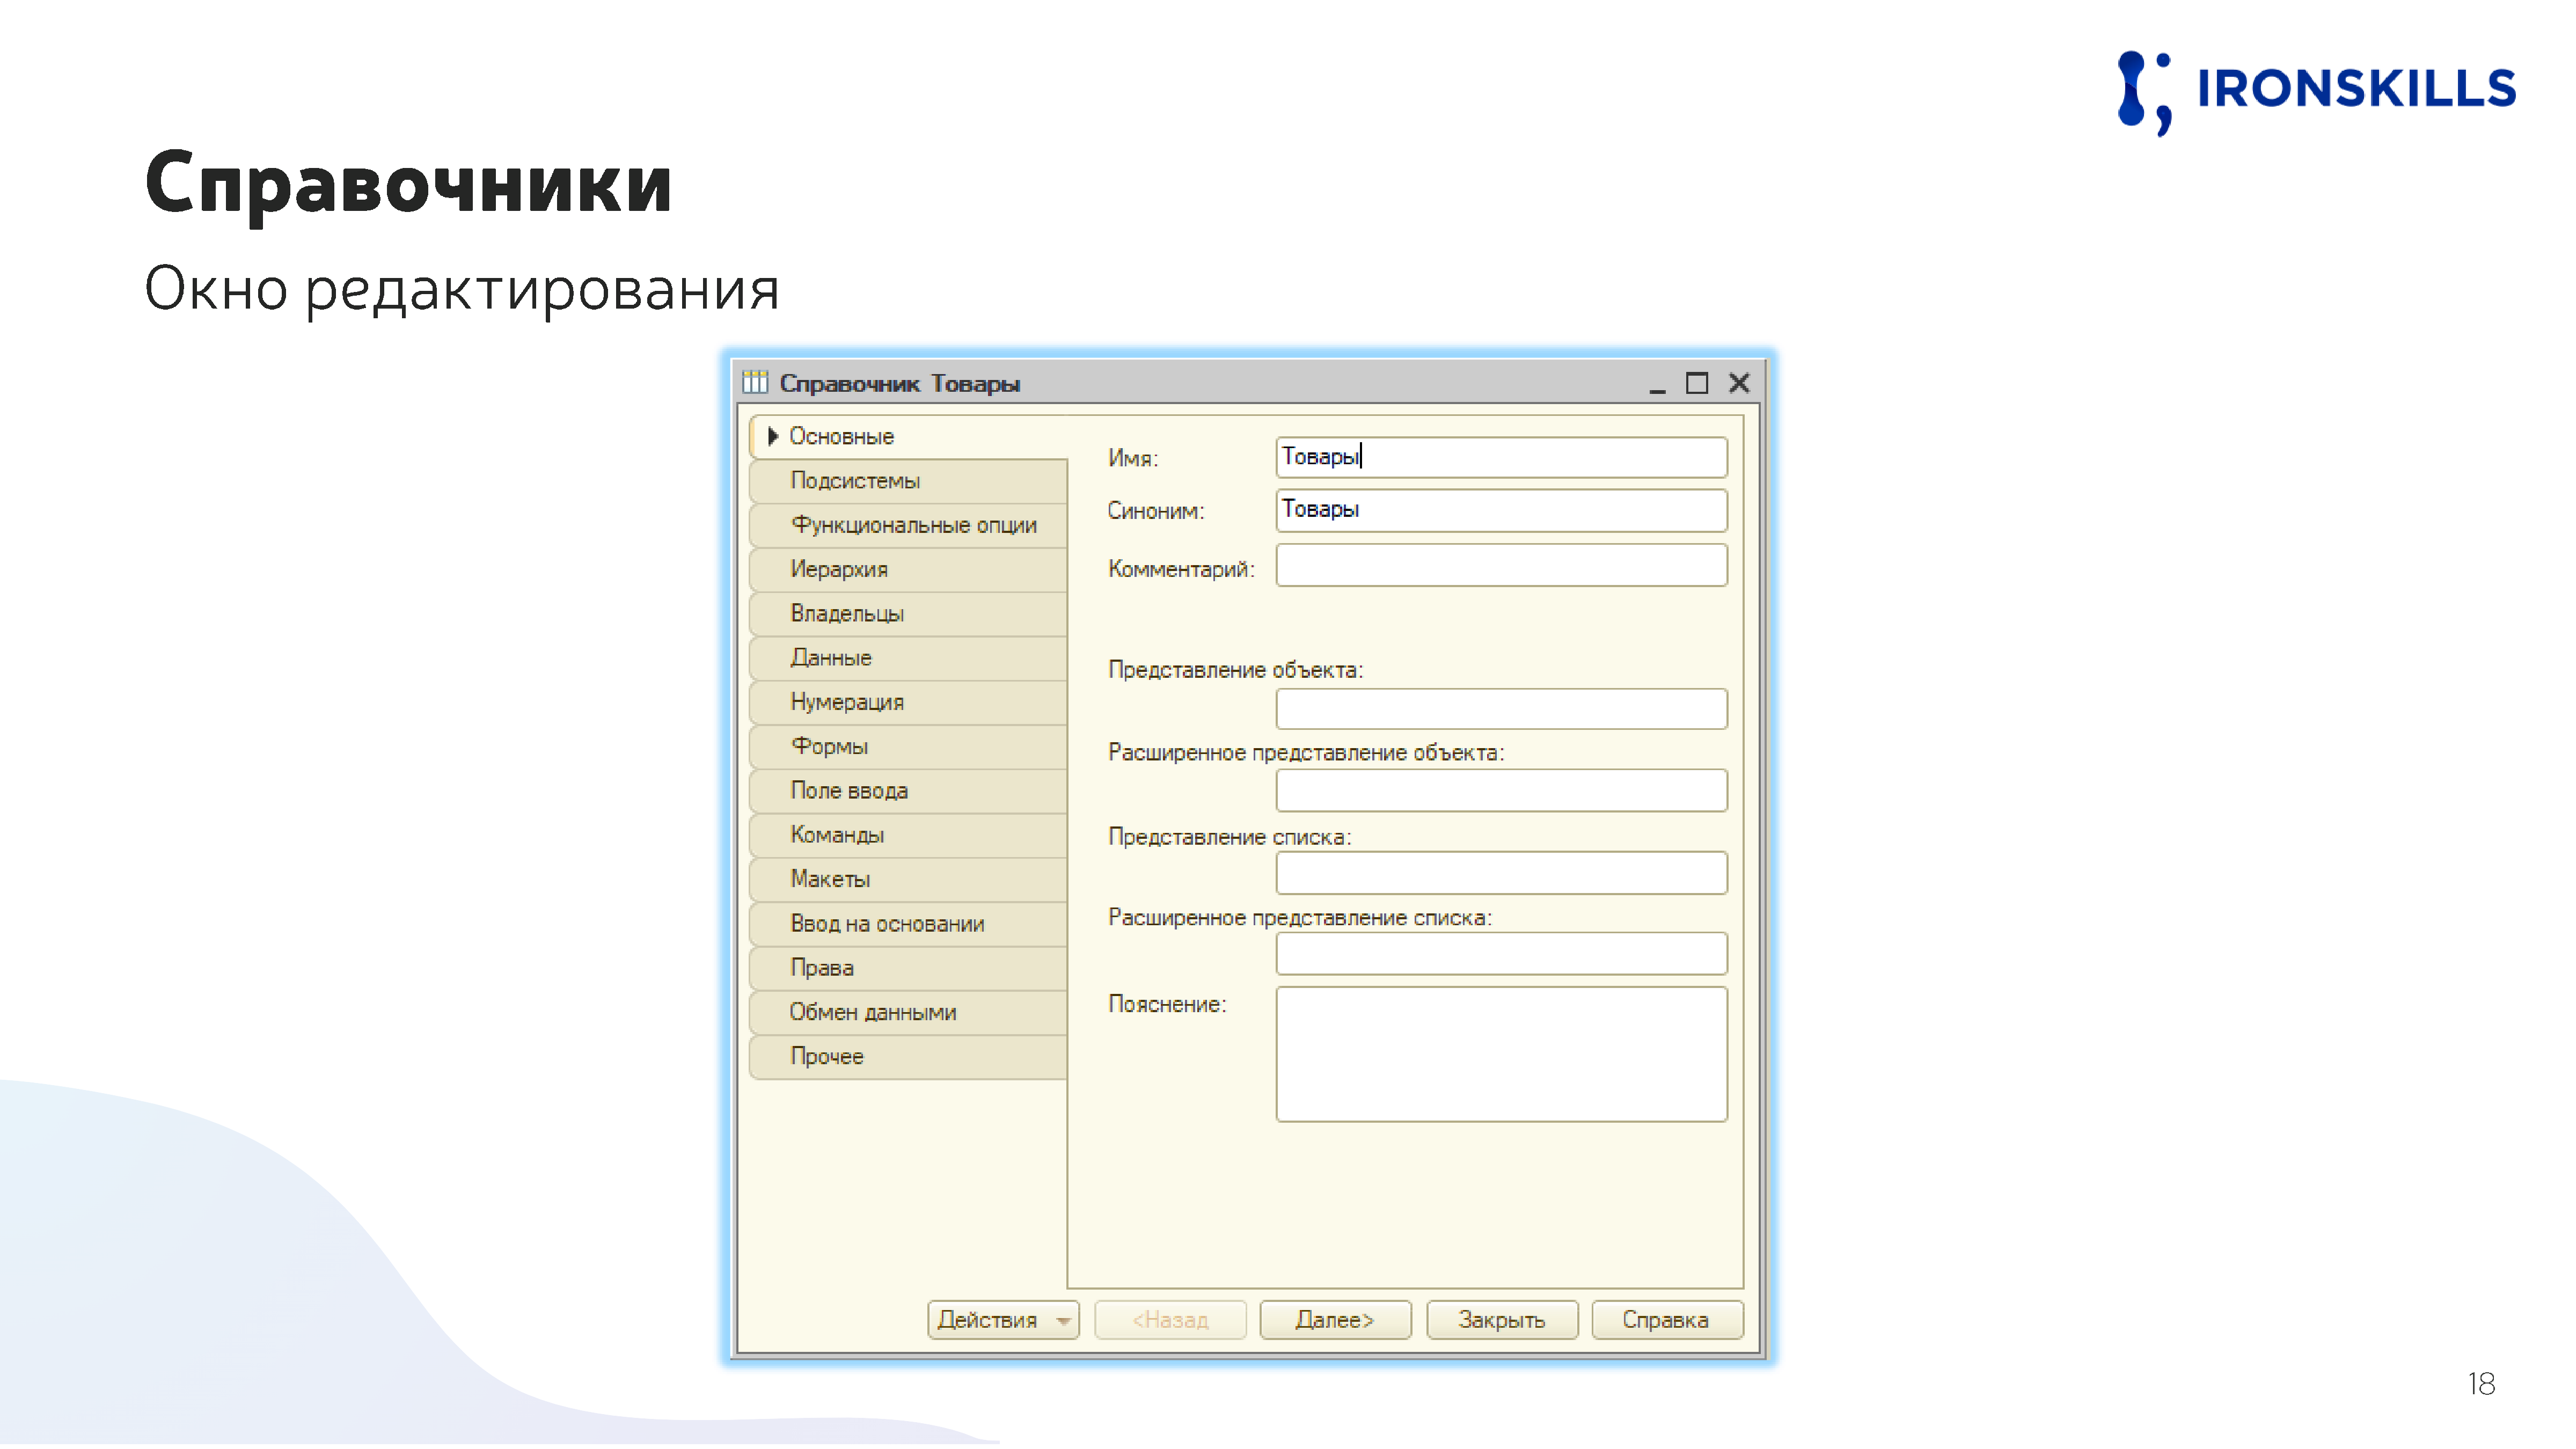 IRONSKILLS
Справочники
Окно редактирования
Справочник Товары
Основные
Подсистемы
Функциональные опции
Иерархия
Владельцы
Данные
Нумерация
Формы
Поле ввода
Команды
Макеты
Ввод на основании
Права
Обмен данными
Прочее
Имя: Товары
Синоним: Товары
Комментарий:
Представление объекта:
Расширенное представление объекта:
Представление списка:
Расширенное представление списка:
Пояснение:
Действия <Назад Далее> Закрыть Справка
18